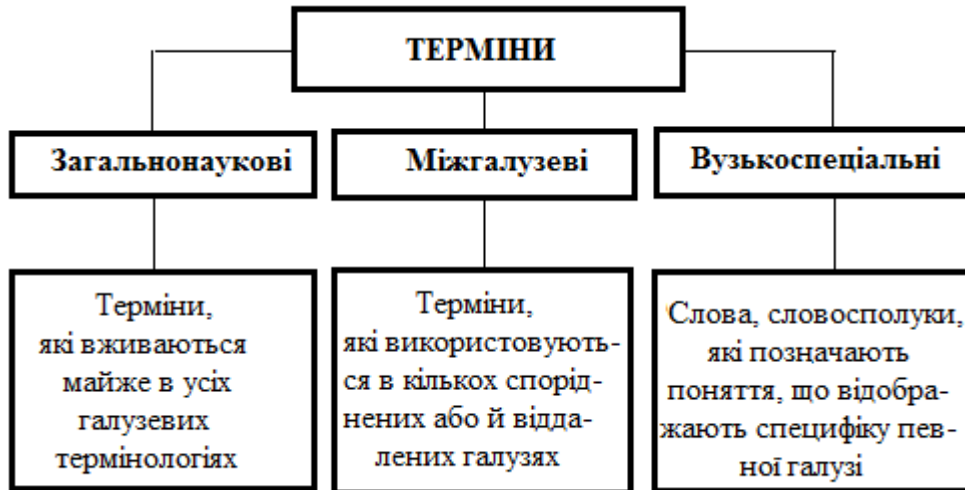 ТЕРМІНИ
Загальнонаукові
Міжгалузеві
Вузькоспеціальні
Терміни,
які вживаються
майже в усіх
галузевих
термінологіях
Терміни,
які використовують-
ся в кількох спорід-
нених або й відда-
лених галузях
Слова, словосполуки,
які позначають
поняття, що відобра-
жають специфіку пев-
ної галузі